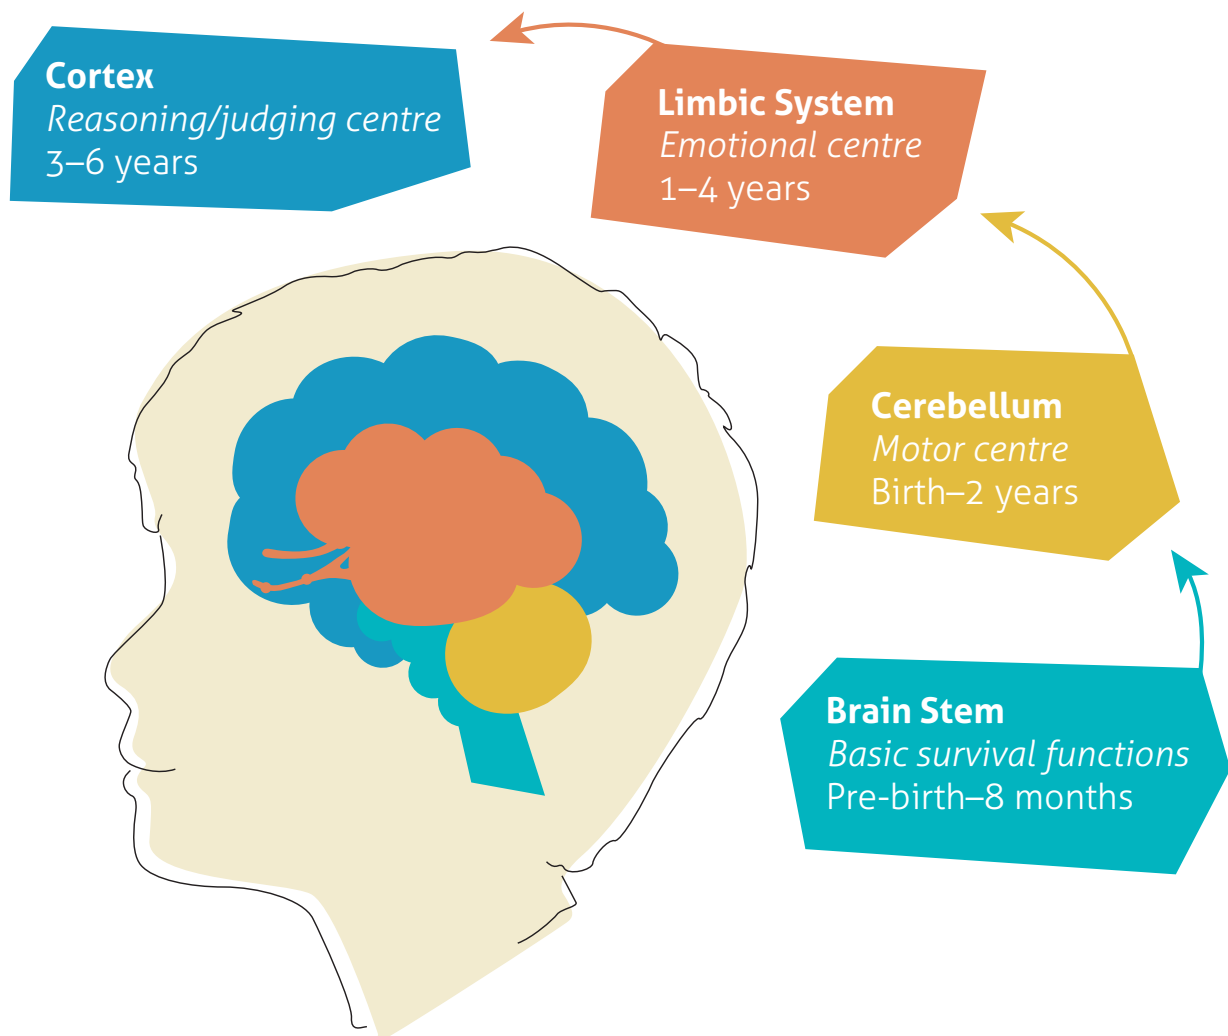 Cortex
Reasoning/judging centre
3–6 years
Limbic System
Emotional centre
1–4 years
Cerebellum
Motor centre
Birth–2 years
Brain Stem
Basic survival functions
Pre-birth–8 months